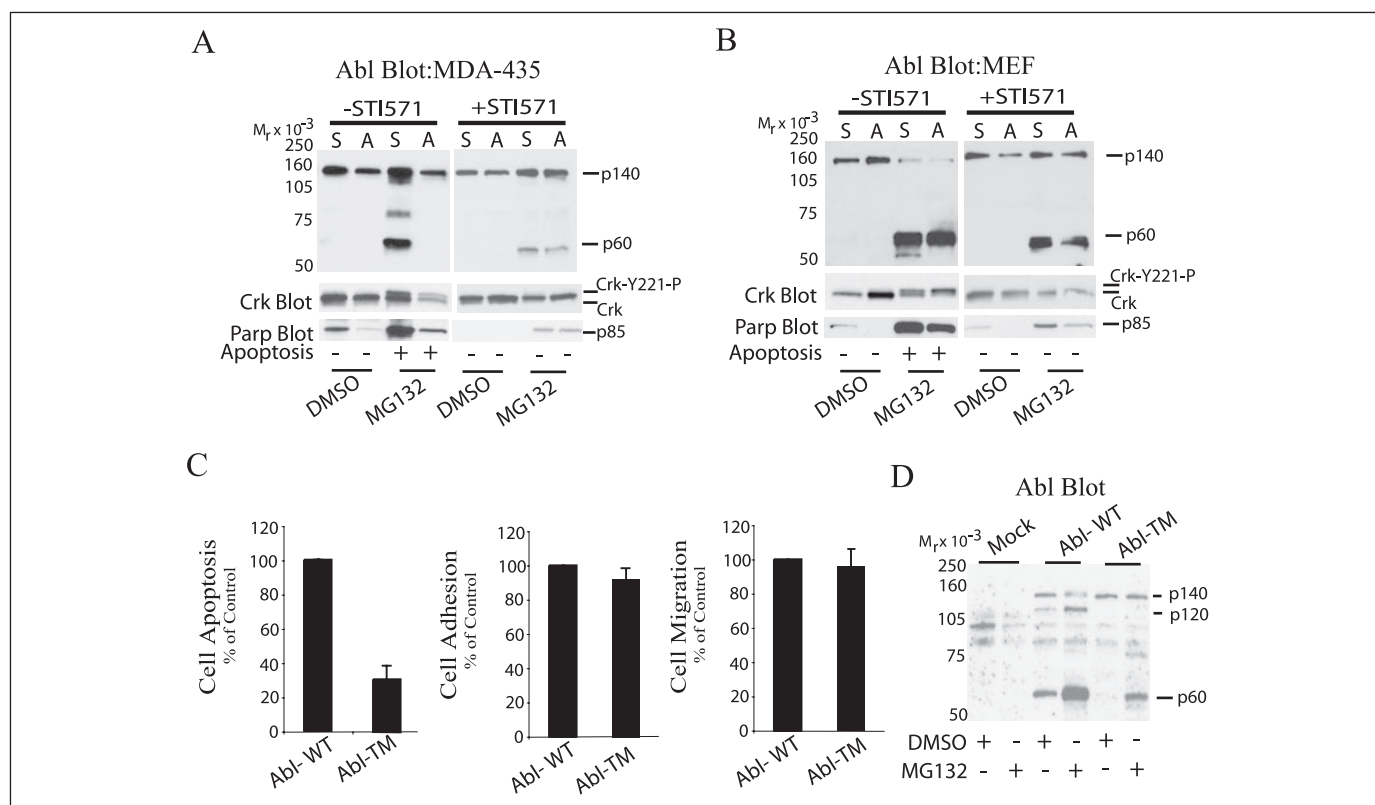 A
Abl Blot:MDA-435
-STI571 +STI571
Mr x 10-3
S A S A S A S A
250
160
105
75
50
p140
p60
Crk Blot
Crk-Y221-P
Crk
Parp Blot
p85
Apoptosis - - + + - - - -
DMSO MG132 DMSO MG132
B
Abl Blot:MEF
-STI571 +STI571
Mr x 10-3
S A S A S A S A
250
160
105
75
50
p140
p60
Crk Blot
Crk-Y221-P
Crk
Parp Blot
p85
Apoptosis - - + + - - - -
DMSO MG132 DMSO MG132
C
Cell Apoptosis
% of Control
120
100
80
60
40
20
0
Abl- WT Abl-TM
Cell Adhesion
% of Control
120
100
80
60
40
20
0
Abl- WT Abl-TM
Cell Migration
% of Control
120
100
80
60
40
20
0
Abl- WT Abl-TM
D
Abl Blot
Mr x 10-3
Mock Abl- WT Abl-TM
250
160
105
75
50
p140
p120
p60
DMSO + - + - + -
MG132 - + - + - +